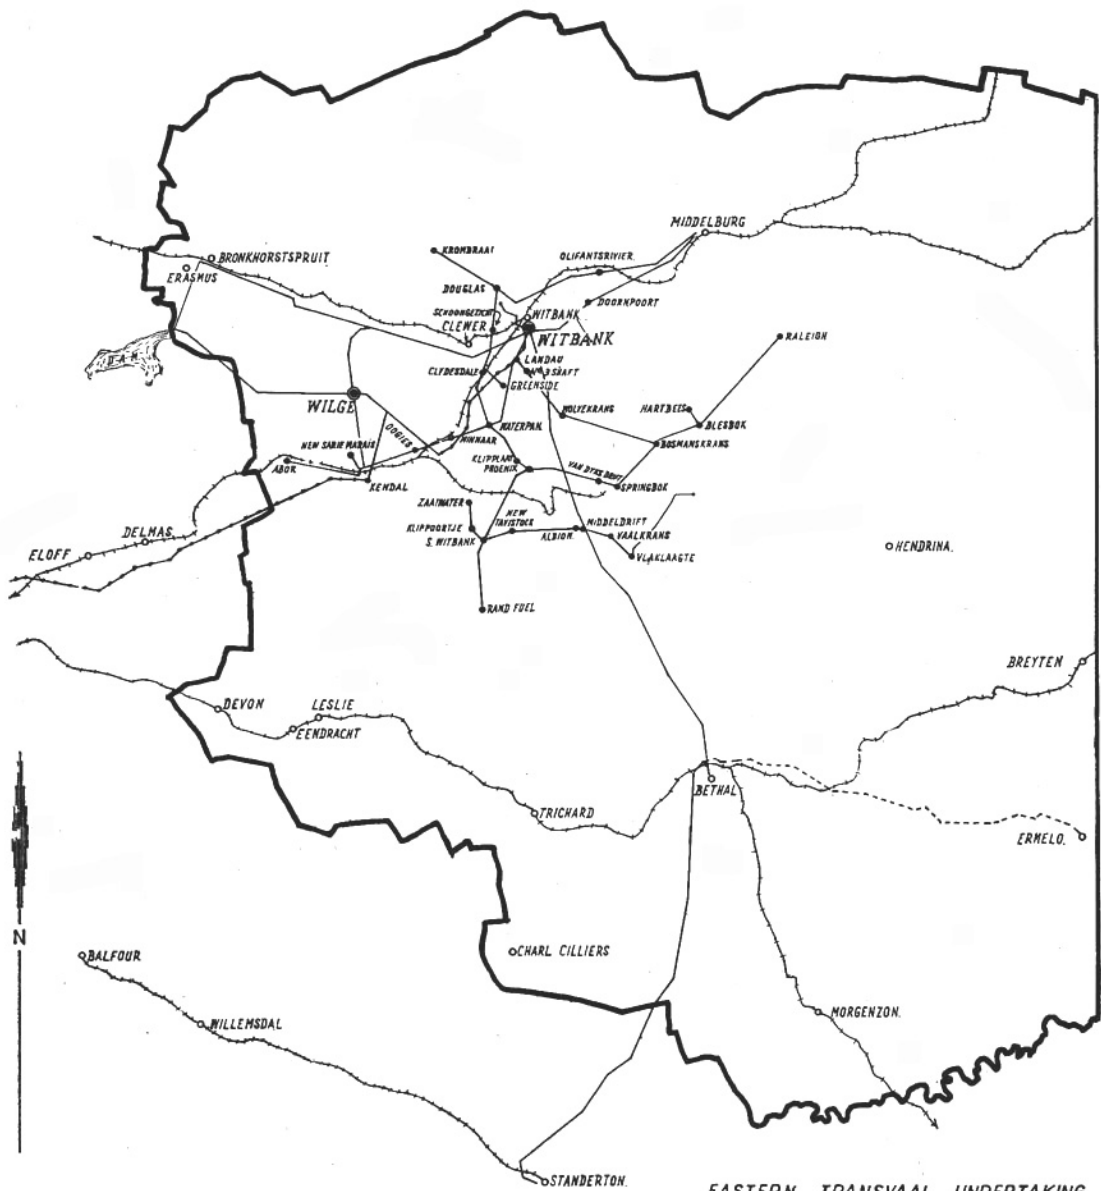 MIDDELBURG
KROMDRAAI
OLIFANTSRIVIER.
BRONKHORSTSPRUIT
ERASMUS
DOUGLAS
DOORNPOORT
SCHOONGEZICHT
WITBANK
CLEWER
WITBANK
RALEIGH
DAM
LANDAU
CLYDESDALE
GREENSIDE
WILGE
WOLVEKRANS
HARTBEES
BLESBOK
OOGIES
WATERPAN.
MINNAAR
BOSMANSKRANS
NEW SARIE MARAIS
KLIPPLAAT
PHOENIX
ABOR
VAN DYKS DRIFT
KENDAL
SPRINGBOK
ZAAIWATER
NEW
TAVISTOCK
KLIPPOORTJE
ALBION.
MIDDELDRIFT
S. WITBANK
VAALKRANS
DELMAS
ELOFF
VLAKLAAGTE
HENDRINA.
RAND FUEL
BREYTEN
DEVON
LESLIE
EENDRACHT
BETHAL
TRICHARD
ERMELO.
N
CHARL CILLIERS
BALFOUR
WILLEMSDAL
MORGENZON.
STANDERTON.
EASTERN TRANSVAAL UNDERTAKING